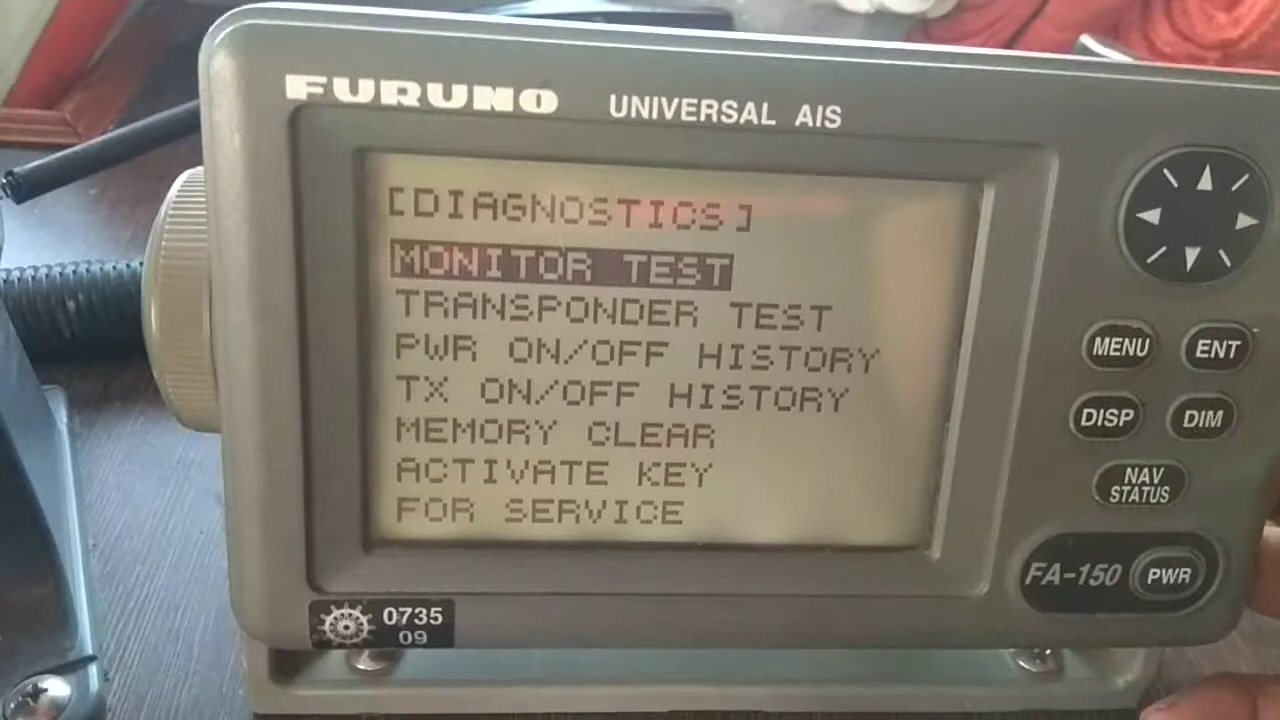 FURUNO UNIVERSAL AIS
[DIAGNOSTICS]
MONITOR TEST
TRANSPONDER TEST
PWR ON/OFF HISTORY
TX ON/OFF HISTORY
MEMORY CLEAR
ACTIVATE KEY
FOR SERVICE
MENU ENT
DISP DIM
NAV
STATUS
FA-150 PWR
0735
09